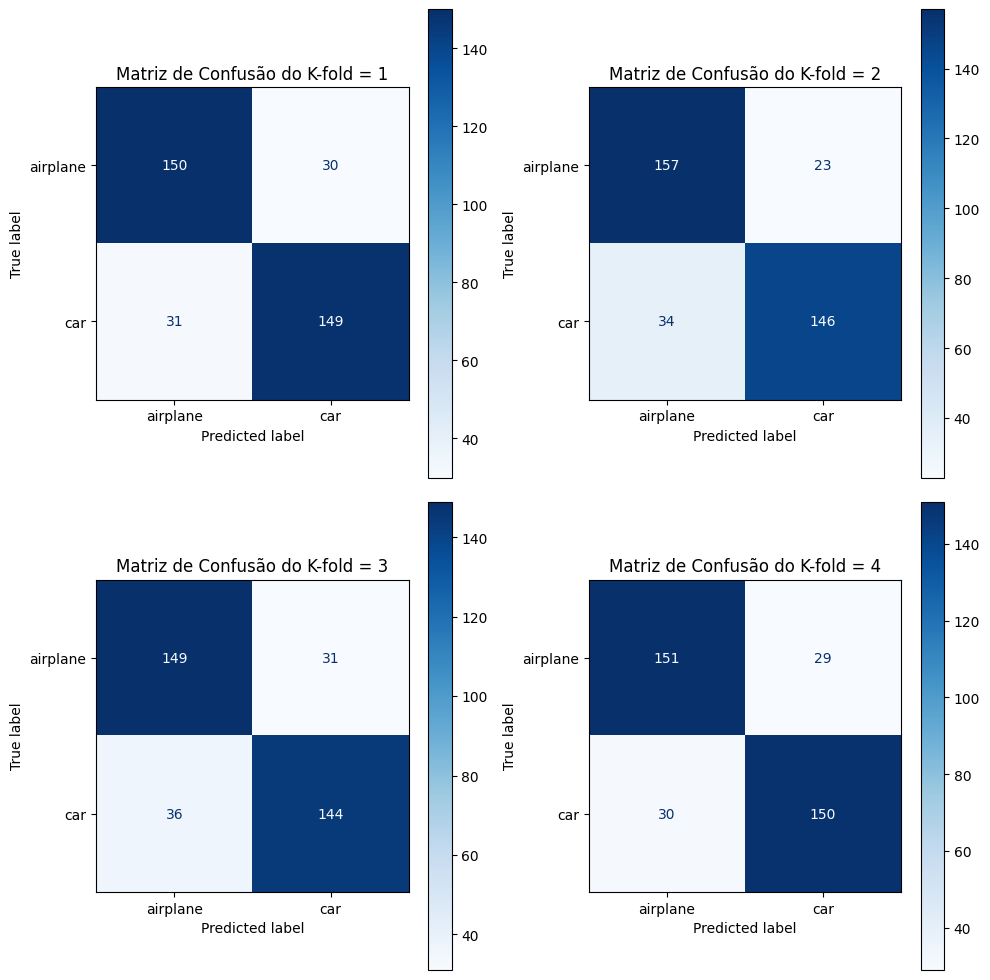 Matriz de Confusão do K-fold = 1
True label
airplane
150
30
car
31
149
airplane
car
Predicted label
140
120
100
80
60
40
Matriz de Confusão do K-fold = 2
True label
airplane
157
23
car
34
146
airplane
car
Predicted label
140
120
100
80
60
40
Matriz de Confusão do K-fold = 3
True label
airplane
149
31
car
36
144
airplane
car
Predicted label
140
120
100
80
60
40
Matriz de Confusão do K-fold = 4
True label
airplane
151
29
car
30
150
airplane
car
Predicted label
140
120
100
80
60
40